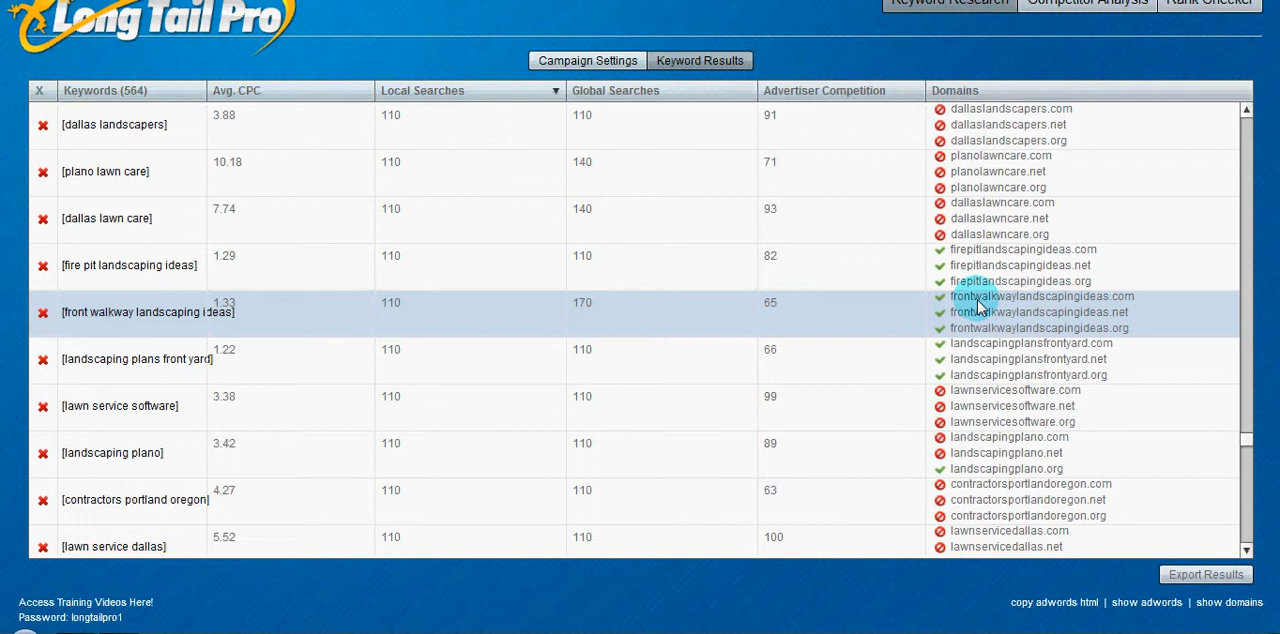 Long Tail Pro
Keyword Research Competitor Analysis Rank Checker
Campaign Settings Keyword Results
X Keywords (564) Avg. CPC Local Searches ▼ Global Searches Advertiser Competition Domains
[dallas landscapers] 3.88 110 110 91 dallaslandscapers.com
dallaslandscapers.net
dallaslandscapers.org
[plano lawn care] 10.18 110 140 71 planolawncare.com
planolawncare.net
planolawncare.org
[dallas lawn care] 7.74 110 140 93 dallaslawncare.com
dallaslawncare.net
dallaslawncare.org
[fire pit landscaping ideas] 1.29 110 110 82 firepitlandscapingideas.com
firepitlandscapingideas.net
firepitlandscapingideas.org
[front walkway landscaping ideas] 1.33 110 170 65 frontwalkwaylandscapingideas.com
frontwalkwaylandscapingideas.net
frontwalkwaylandscapingideas.org
[landscaping plans front yard] 1.22 110 110 66 landscapingplansfrontyard.com
landscapingplansfrontyard.net
landscapingplansfrontyard.org
[lawn service software] 3.38 110 110 99 lawnservicesoftware.com
lawnservicesoftware.net
lawnservicesoftware.org
[landscaping plano] 3.42 110 110 89 landscapingplano.com
landscapingplano.net
landscapingplano.org
[contractors portland oregon] 4.27 110 110 63 contractorsportlandoregon.com
contractorsportlandoregon.net
contractorsportlandoregon.org
[lawn service dallas] 5.52 110 110 100 lawnservicedallas.com
lawnservicedallas.net
Export Results
Access Training Videos Here! copy adwords html | show adwords | show domains
Password: longtailpro1